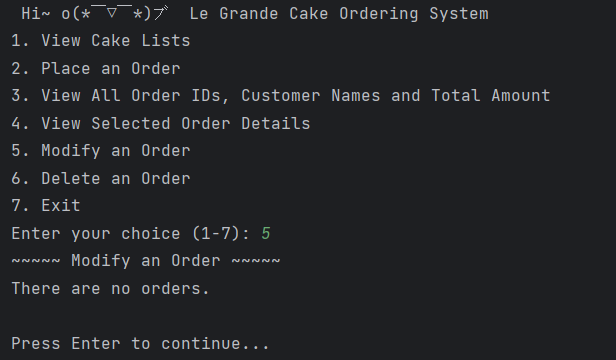 Hi~ o(*￣▽￣*)ブ  Le Grande Cake Ordering System
1. View Cake Lists
2. Place an Order
3. View All Order IDs, Customer Names and Total Amount
4. View Selected Order Details
5. Modify an Order
6. Delete an Order
7. Exit
Enter your choice (1-7): 5
~~~~~ Modify an Order ~~~~~
There are no orders.
Press Enter to continue...